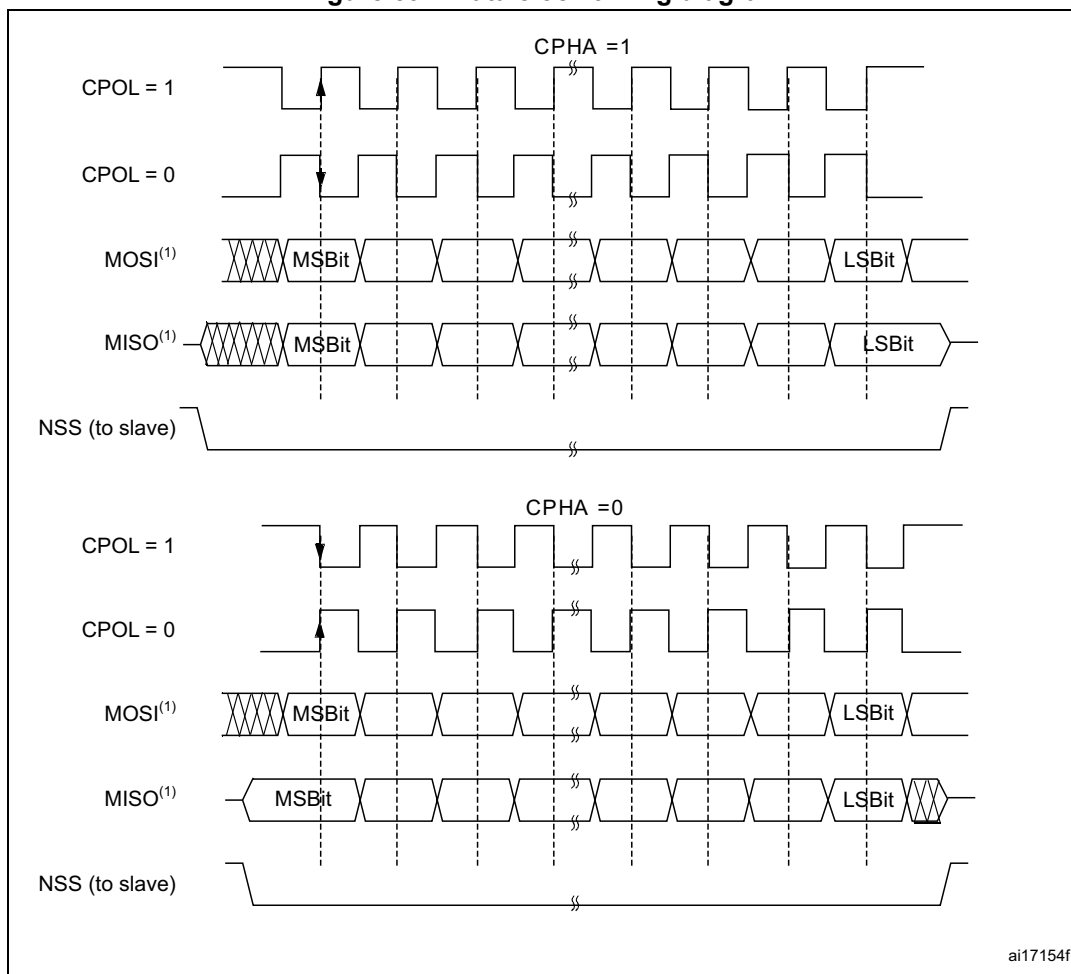 CPHA =1
CPOL = 1
CPOL = 0
MOSI(1)
MSBit
LSBit
MISO(1)
MSBit
LSBit
NSS (to slave)
CPHA =0
CPOL = 1
CPOL = 0
MOSI(1)
MSBit
LSBit
MISO(1)
MSBit
LSBit
NSS (to slave)
ai17154f